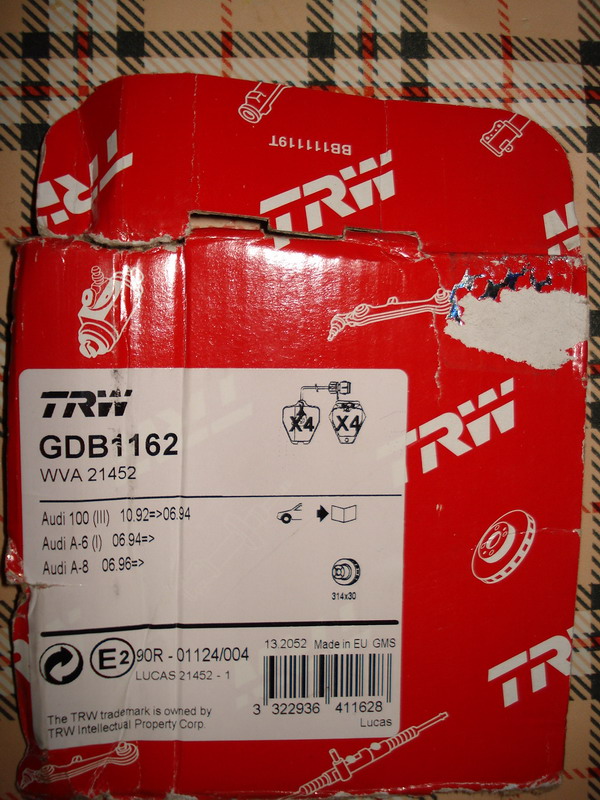 BB111119T
TRW
TRW
TRW
GDB1162
WVA 21452
X4 X4
Audi 100 (III) 10.92=>06.94
Audi A-6 (I) 06.94=>
Audi A-8 06.96=>
314x30
TRW
13.2052 Made in EU GMS
E2 90R - 01124/004
LUCAS 21452 - 1
3 322936 411628
Lucas
The TRW trademark is owned by
TRW Intellectual Property Corp.
TR